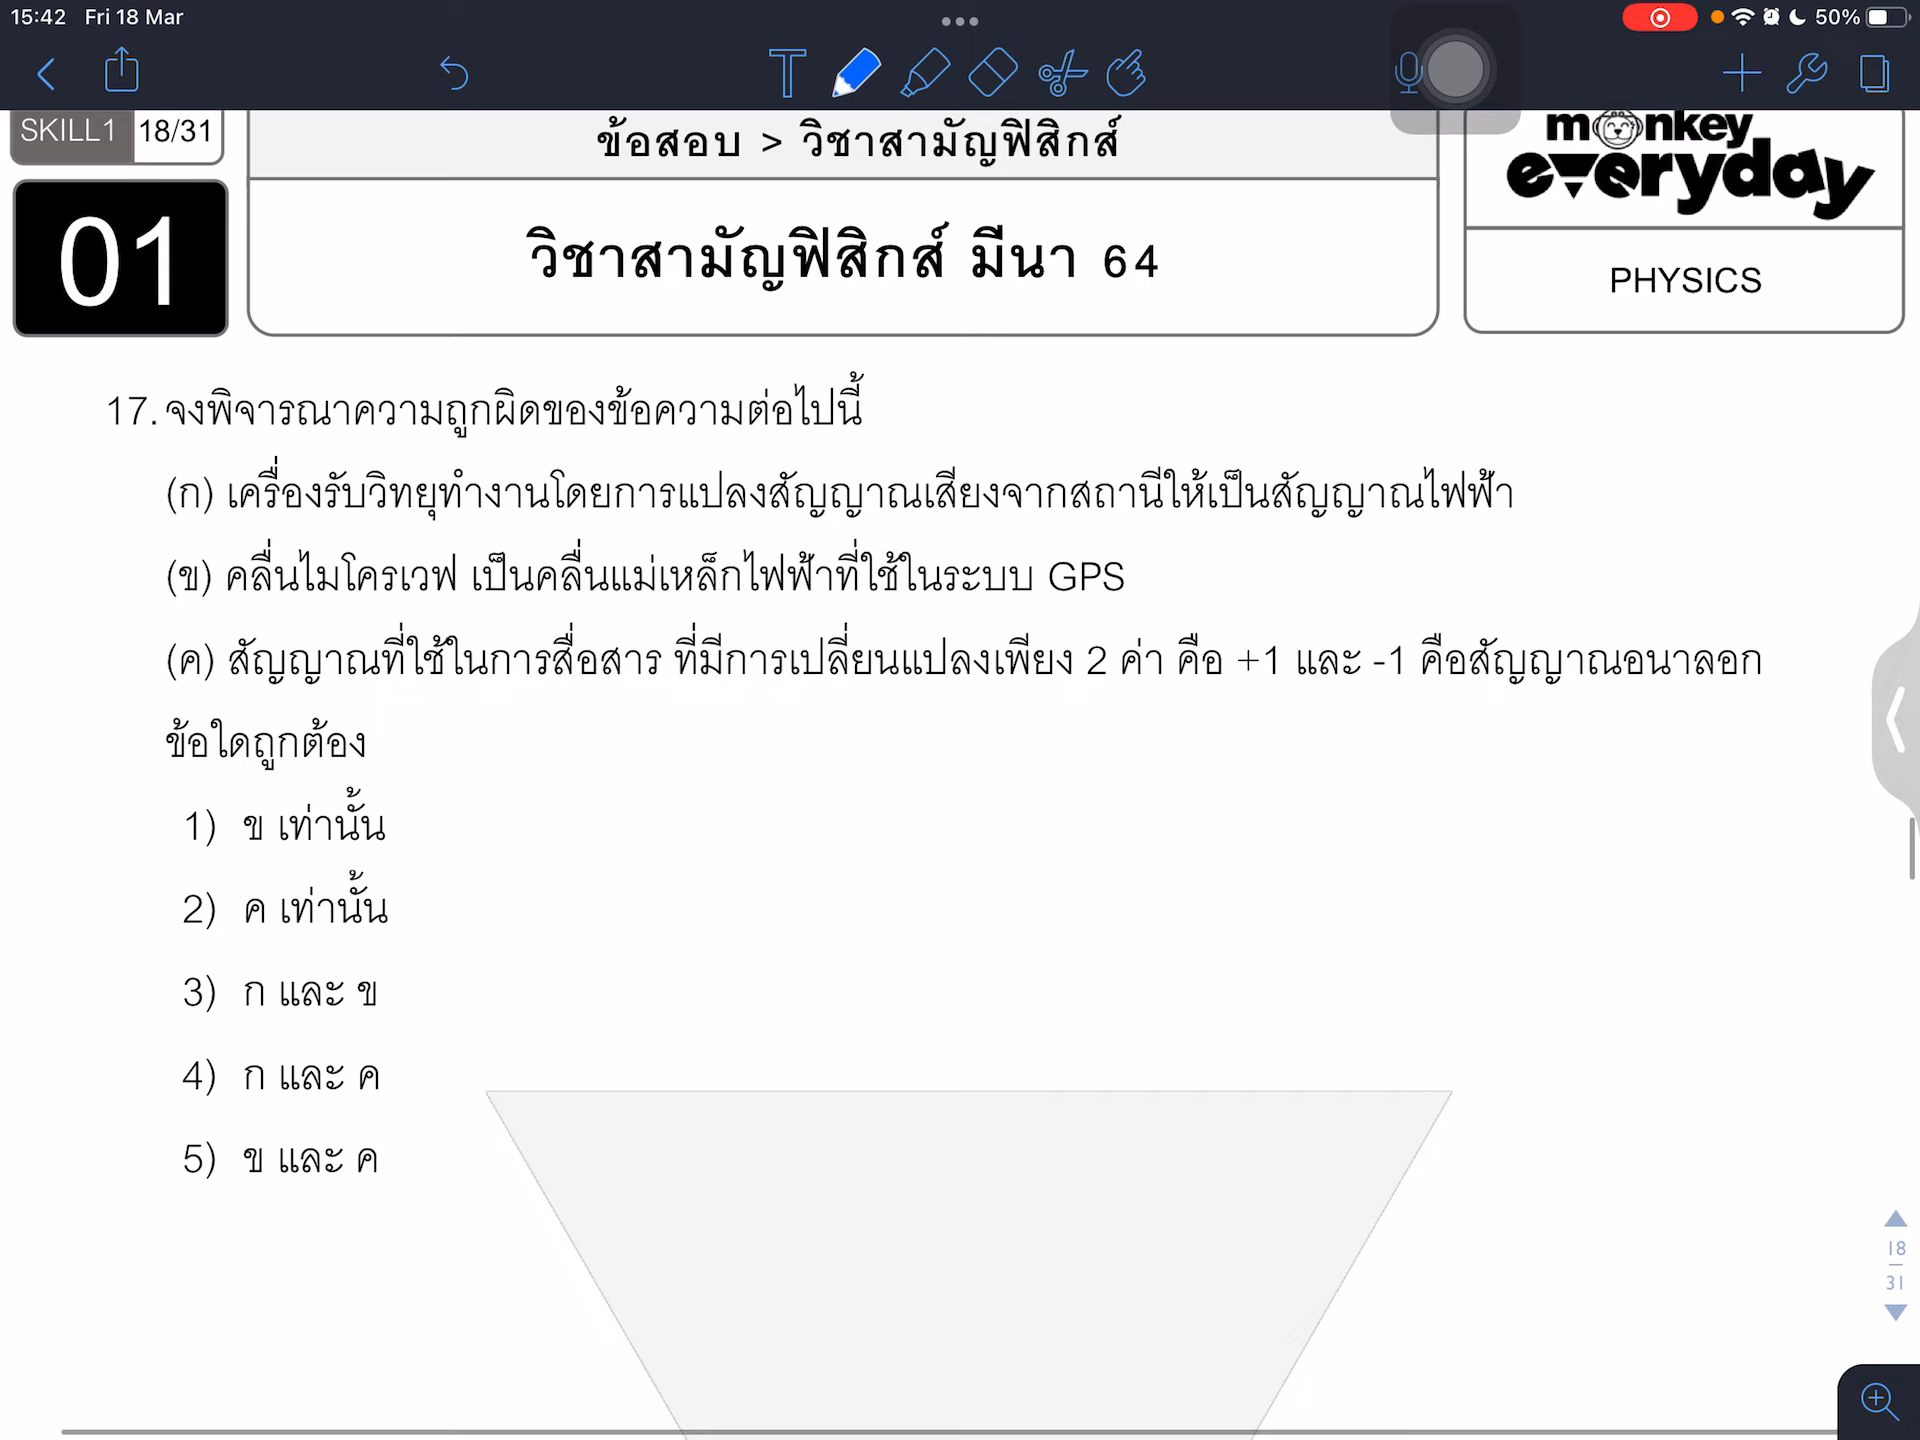 15:42 Fri 18 Mar
50%
T
SKILL1 18/31
ข้อสอบ > วิชาสามัญฟิสิกส์
monkey
everyday
01
วิชาสามัญฟิสิกส์ มีนา 64
PHYSICS
17. จงพิจารณาความถูกผิดของข้อความต่อไปนี้
(ก) เครื่องรับวิทยุทำงานโดยการแปลงสัญญาณเสียงจากสถานีให้เป็นสัญญาณไฟฟ้า
(ข) คลื่นไมโครเวฟ เป็นคลื่นแม่เหล็กไฟฟ้าที่ใช้ในระบบ GPS
(ค) สัญญาณที่ใช้ในการสื่อสาร ที่มีการเปลี่ยนแปลงเพียง 2 ค่า คือ +1 และ -1 คือสัญญาณอนาลอก
ข้อใดถูกต้อง
1) ข เท่านั้น
2) ค เท่านั้น
3) ก และ ข
4) ก และ ค
5) ข และ ค
18
31